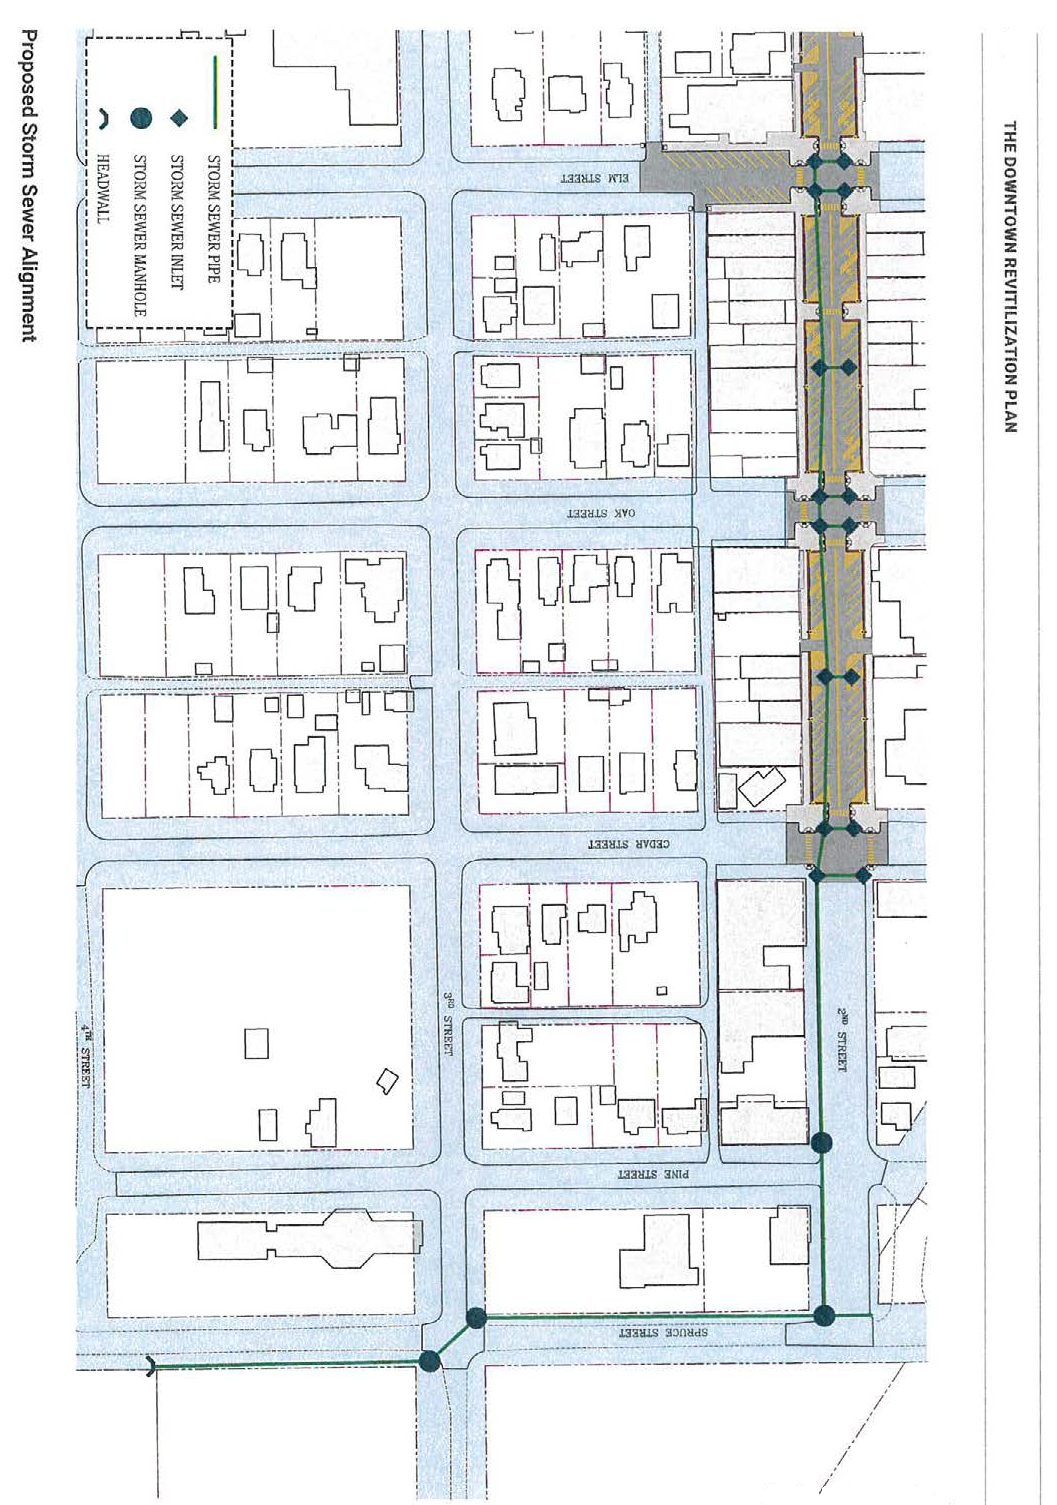 THE DOWNTOWN REVITILIZATION PLAN
ELM STREET
OAK STREET
CEDAR STREET
2ND STREET
3RD STREET
4TH STREET
PINE STREET
SPRUCE STREET
STORM SEWER PIPE
STORM SEWER INLET
STORM SEWER MANHOLE
HEADWALL
Proposed Storm Sewer Alignment